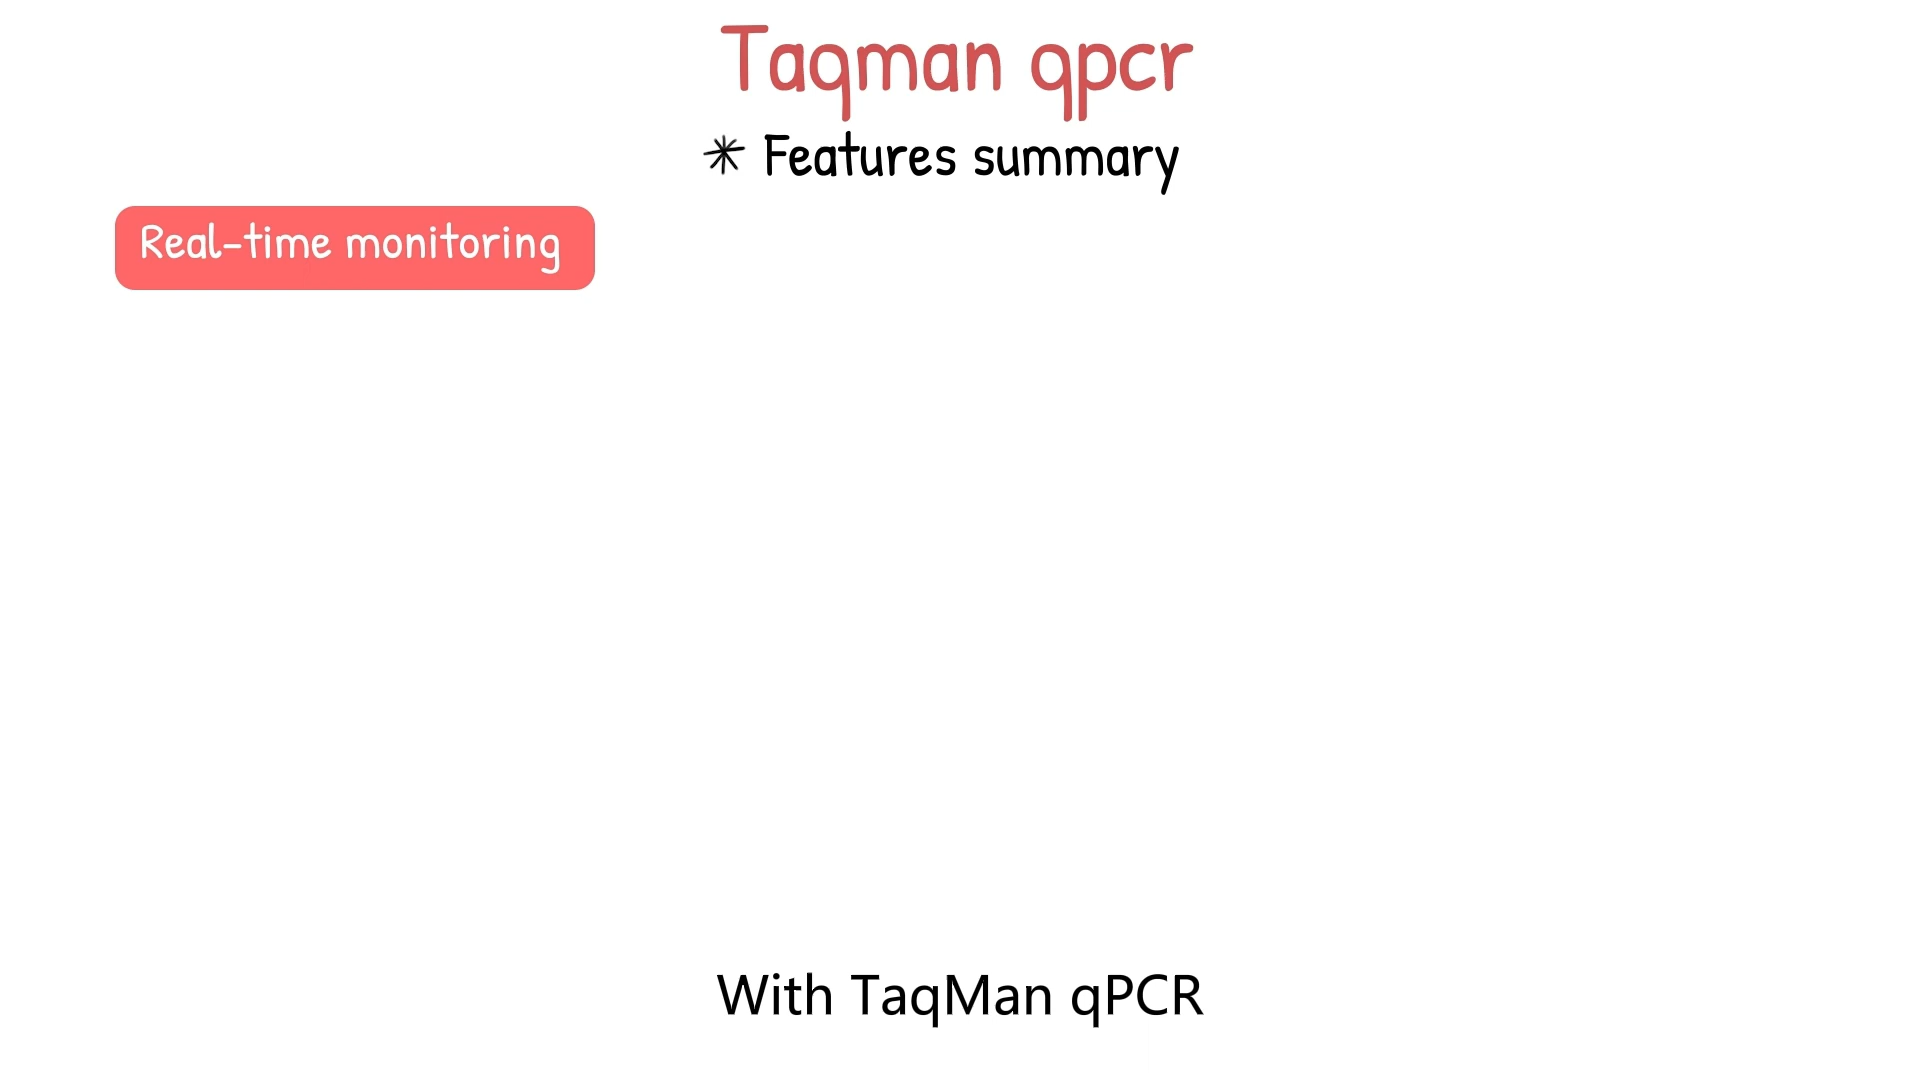 Taqman qpcr
✳ Features summary
Real-time monitoring
With TaqMan qPCR